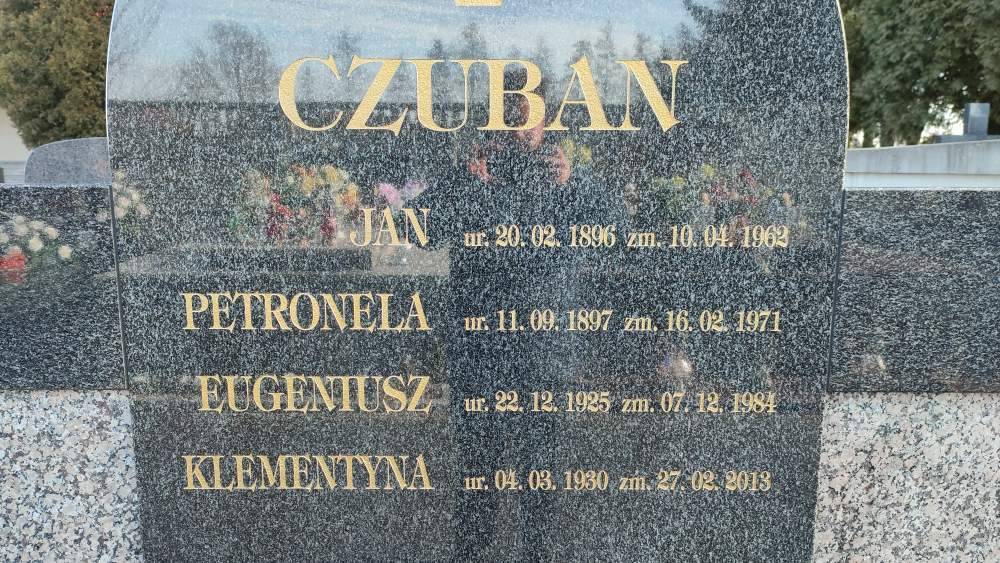 CZUBAN
JAN ur. 20. 02. 1896 zm. 10. 04. 1962
PETRONELA ur. 11. 09. 1897 zm. 16. 02. 1971
EUGENIUSZ ur. 22. 12. 1925 zm. 07. 12. 1984
KLEMENTYNA ur. 04. 03. 1930 zm. 27. 02. 2013